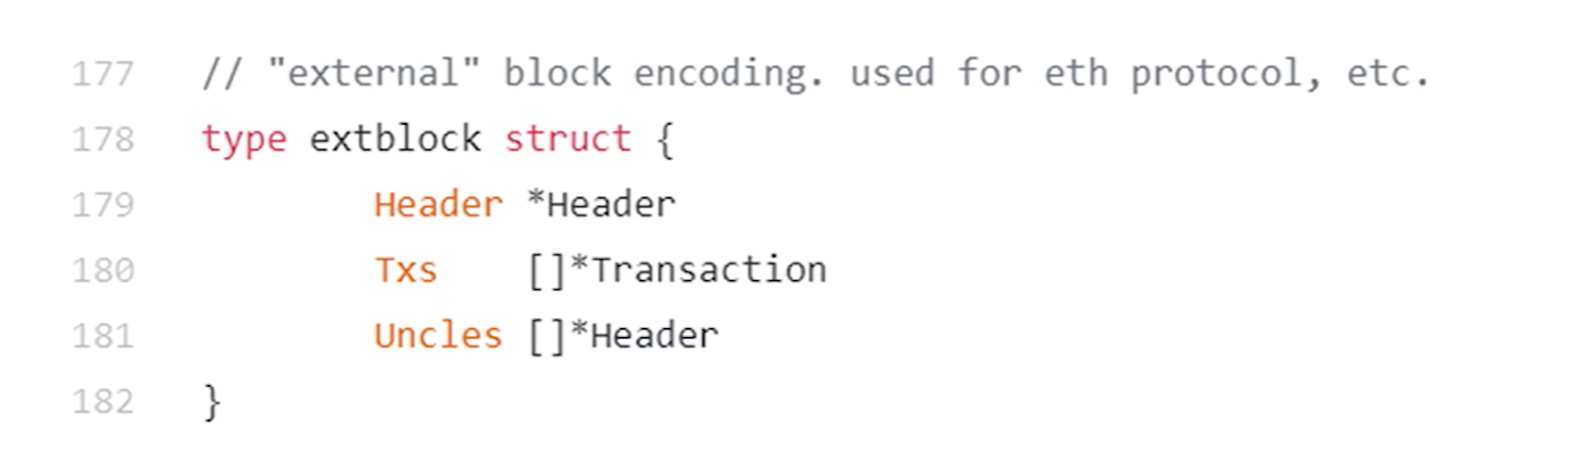 177 // "external" block encoding. used for eth protocol, etc.
178 type extblock struct {
179 Header *Header
180 Txs []*Transaction
181 Uncles []*Header
182 }